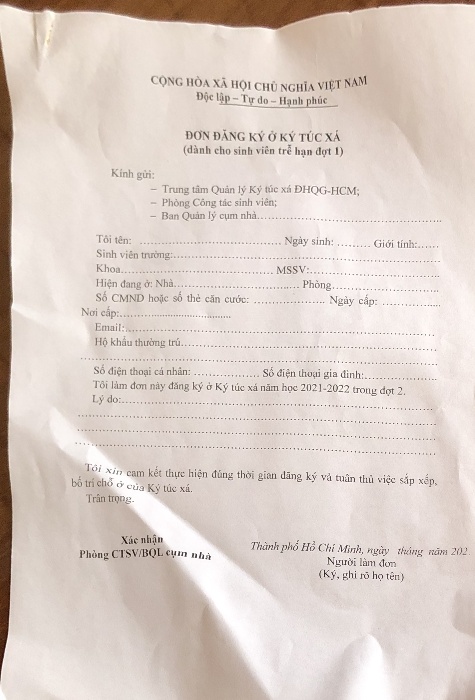 CỘNG HÒA XÃ HỘI CHỦ NGHĨA VIỆT NAM
Độc lập – Tự do – Hạnh phúc
ĐƠN ĐĂNG KÝ Ở KÝ TÚC XÁ
(dành cho sinh viên trễ hạn đợt 1)
Kính gửi:
– Trung tâm Quản lý Ký túc xá ĐHQG-HCM;
– Phòng Công tác sinh viên;
– Ban Quản lý cụm nhà..............................
Tôi tên: .............................. Ngày sinh: ......... Giới tính:......
Sinh viên trường:..............................
Khoa.............................. MSSV:..............................
Hiện đang ở: Nhà.............................. Phòng..............................
Số CMND hoặc số thẻ căn cước: .................. Ngày cấp: ...............
Nơi cấp:..............................
Email:..............................
Hộ khẩu thường trú..............................
..............................
Số điện thoại cá nhân: ................. Số điện thoại gia đình:...................
Tôi làm đơn này đăng ký ở Ký túc xá năm học 2021-2022 trong đợt 2.
Lý do:..............................
..............................
..............................
..............................
Tôi xin cam kết thực hiện đúng thời gian đăng ký và tuân thủ việc sắp xếp,
bố trí chỗ ở của Ký túc xá.
Trân trọng.
Thành phố Hồ Chí Minh, ngày tháng năm 202
Xác nhận
Phòng CTSV/BQL cụm nhà
Người làm đơn
(Ký, ghi rõ họ tên)